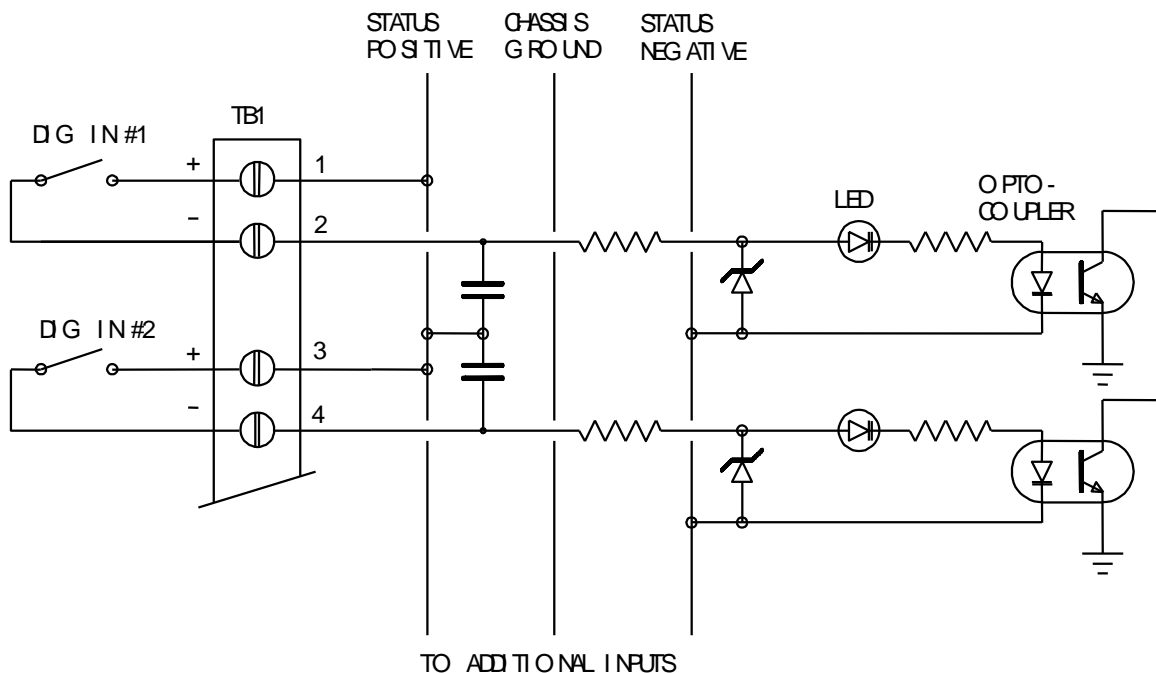 STATUS POSITIVE
CHASSIS GROUND
STATUS NEGATIVE
TB1
DIG IN #1
+
1
-
2
LED
OPTO-COUPLER
DIG IN #2
+
3
-
4
TO ADDITIONAL INPUTS